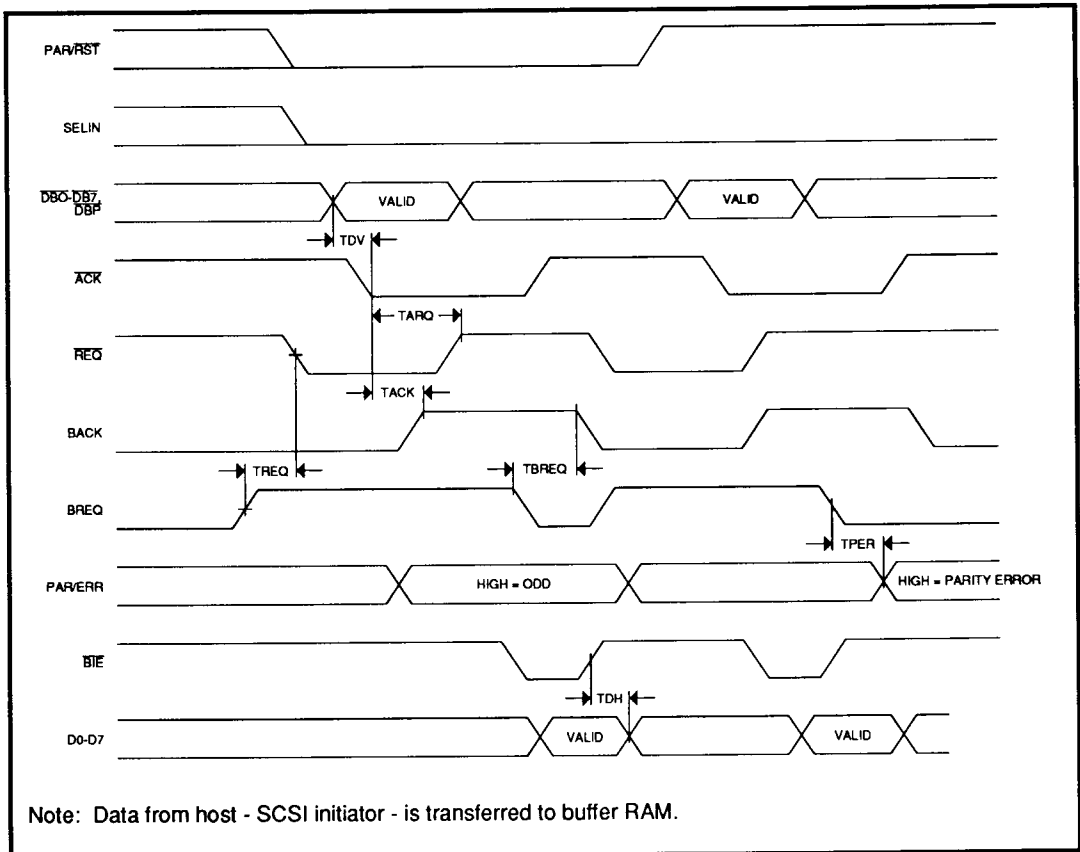 PAR/RST
SELIN
DB0-DB7,
DBP
VALID
VALID
TDV
ACK
TARQ
REQ
TACK
BACK
TREQ
TBREQ
BREQ
TPER
PAR/ERR
HIGH = ODD
HIGH = PARITY ERROR
BIE
TDH
D0-D7
VALID
VALID
Note: Data from host - SCSI initiator - is transferred to buffer RAM.